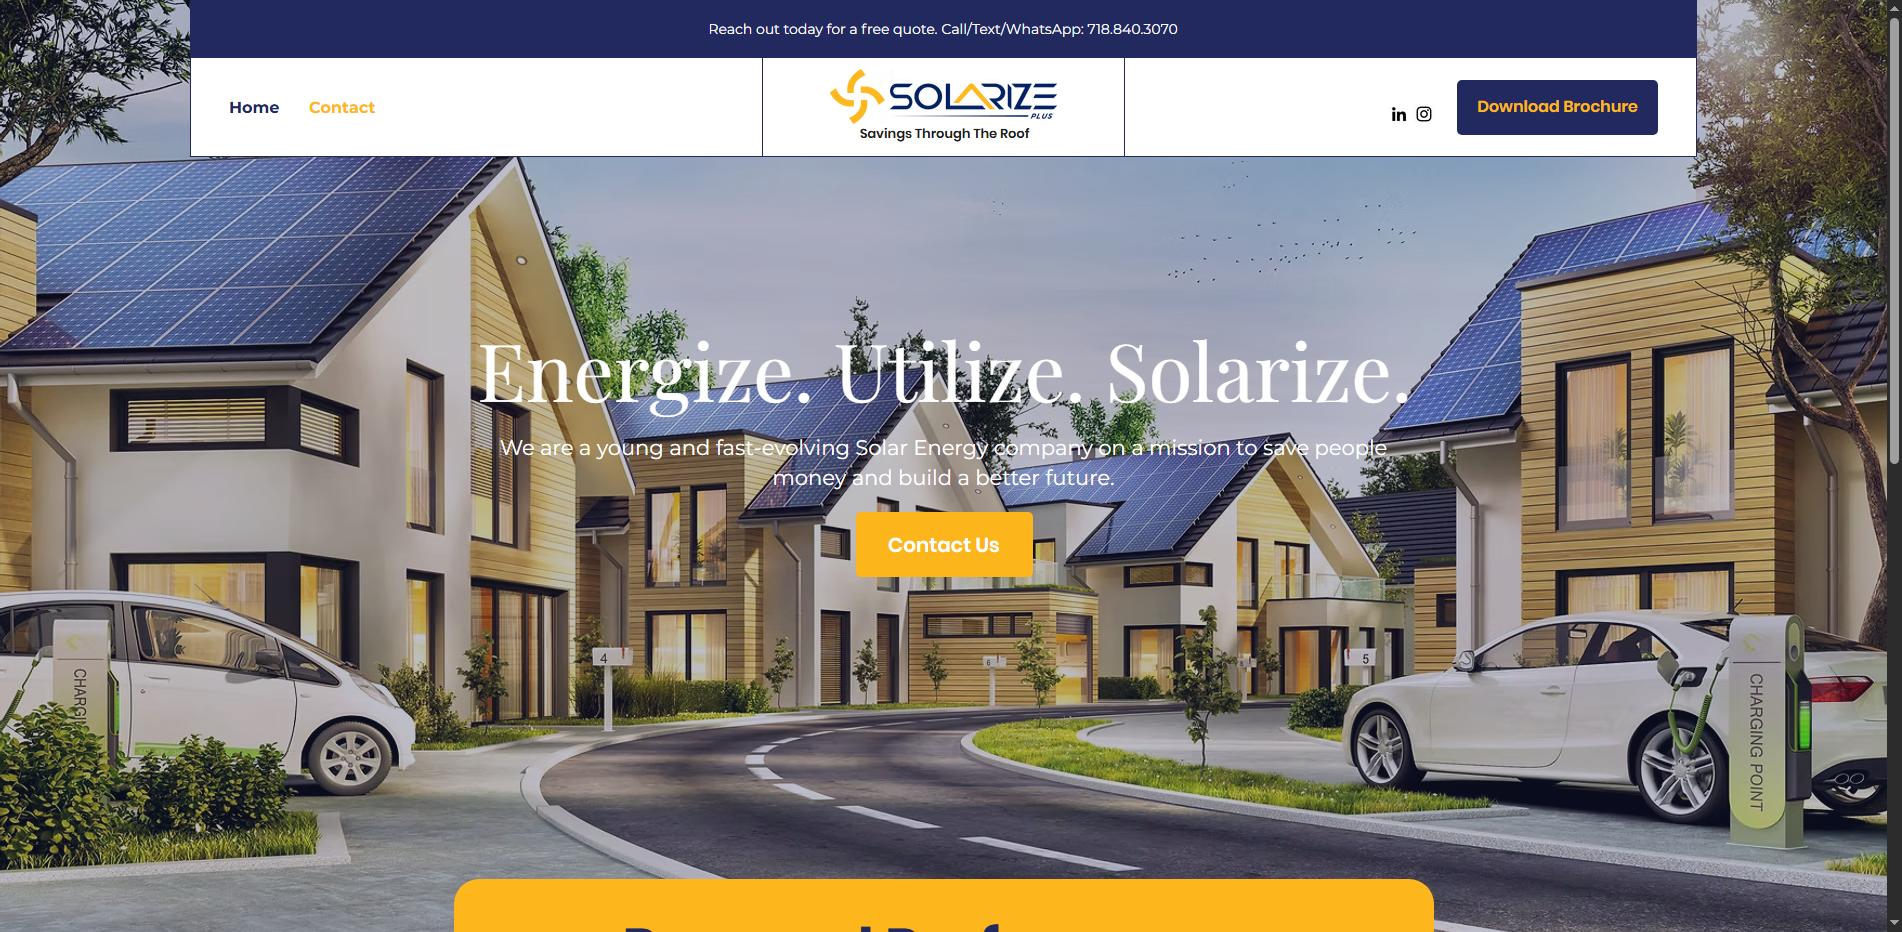 Reach out today for a free quote. Call/Text/WhatsApp: 718.840.3070
Home
Contact
SOLARIZE
PLUS
Savings Through The Roof
Download Brochure
Energize. Utilize. Solarize.
We are a young and fast-evolving Solar Energy company on a mission to save people
money and build a better future.
Contact Us
4
6
5
CHARGING POINT